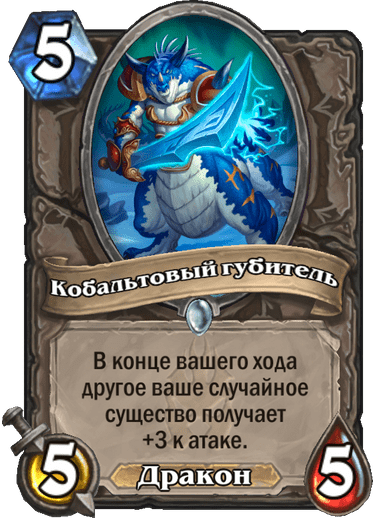 5
Кобальтовый губитель
В конце вашего хода
другое ваше случайное
существо получает
+3 к атаке.
5 Дракон 5